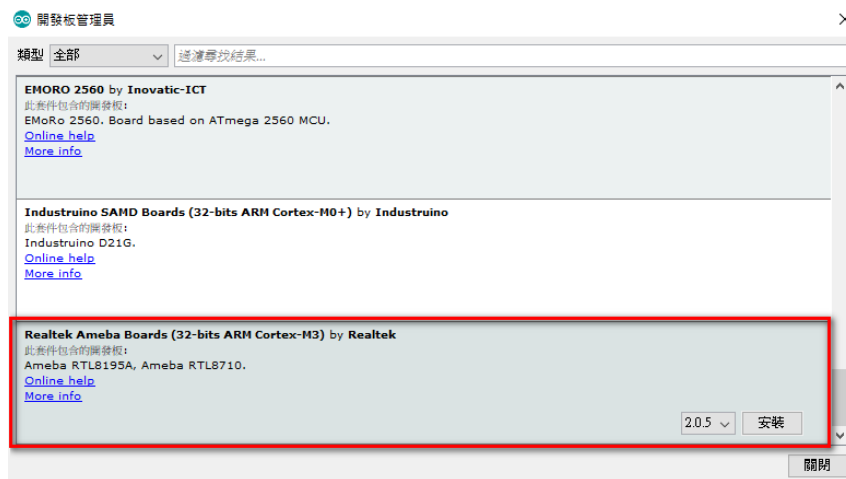 開發板管理員
類型 全部 過濾尋找結果...
EMORO 2560 by Inovatic-ICT
此套件包含的開發板:
EMoRo 2560. Board based on ATmega 2560 MCU.
Online help
More info
Industruino SAMD Boards (32-bits ARM Cortex-M0+) by Industruino
此套件包含的開發板:
Industruino D21G.
Online help
More info
Realtek Ameba Boards (32-bits ARM Cortex-M3) by Realtek
此套件包含的開發板:
Ameba RTL8195A, Ameba RTL8710.
Online help
More info
2.0.5 安裝
關閉